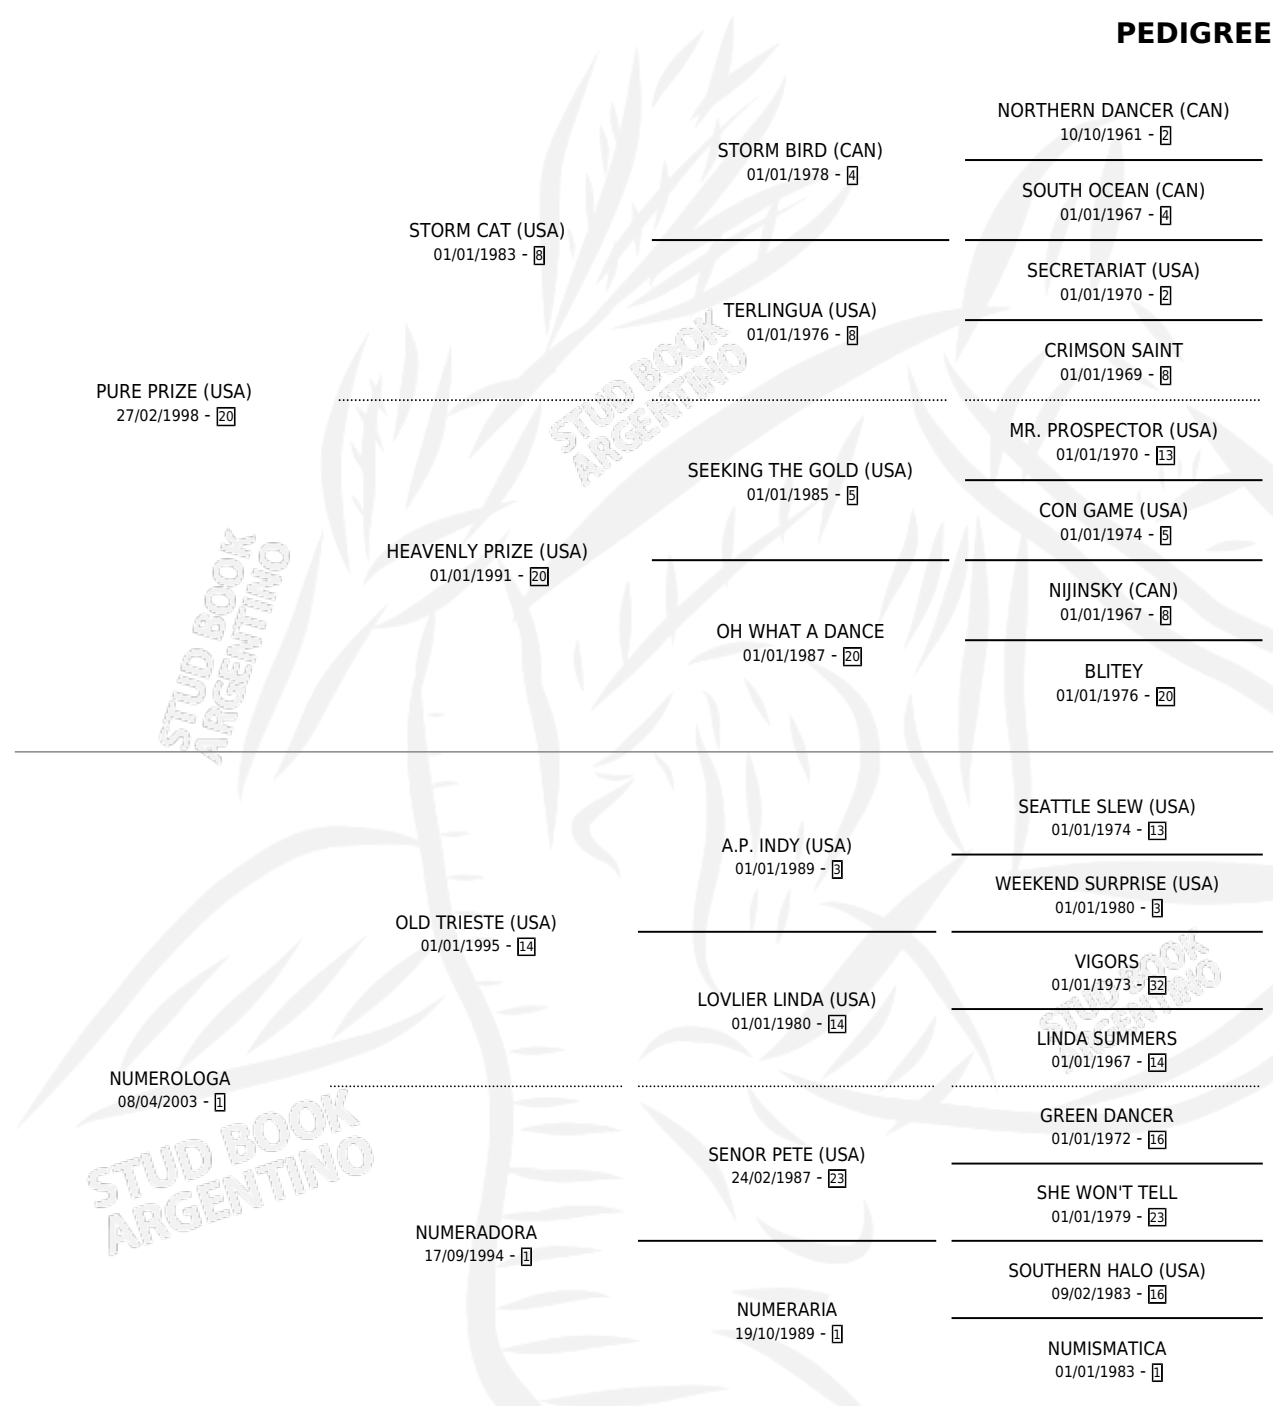 PEDIGREE
NORTHERN DANCER (CAN)
10/10/1961 - 2
STORM BIRD (CAN)
01/01/1978 - 4
SOUTH OCEAN (CAN)
01/01/1967 - 4
STORM CAT (USA)
01/01/1983 - 8
SECRETARIAT (USA)
01/01/1970 - 2
TERLINGUA (USA)
01/01/1976 - 8
CRIMSON SAINT
01/01/1969 - 8
PURE PRIZE (USA)
27/02/1998 - 20
STUD BOOK
ARGENTINO
MR. PROSPECTOR (USA)
01/01/1970 - 13
SEEKING THE GOLD (USA)
01/01/1985 - 5
CON GAME (USA)
01/01/1974 - 5
HEAVENLY PRIZE (USA)
01/01/1991 - 20
NIJINSKY (CAN)
01/01/1967 - 8
OH WHAT A DANCE
01/01/1987 - 20
BLITEY
01/01/1976 - 20
STUD BOOK
ARGENTINO
SEATTLE SLEW (USA)
01/01/1974 - 13
A.P. INDY (USA)
01/01/1989 - 3
WEEKEND SURPRISE (USA)
01/01/1980 - 3
OLD TRIESTE (USA)
01/01/1995 - 14
VIGORS
01/01/1973 - 32
LOVLIER LINDA (USA)
01/01/1980 - 14
STUD BOOK
ARGENTINO
LINDA SUMMERS
01/01/1967 - 14
NUMEROLOGA
08/04/2003 - 1
STUD BOOK
ARGENTINO
GREEN DANCER
01/01/1972 - 16
SENOR PETE (USA)
24/02/1987 - 23
SHE WON'T TELL
01/01/1979 - 23
NUMERADORA
17/09/1994 - 1
SOUTHERN HALO (USA)
09/02/1983 - 16
NUMERARIA
19/10/1989 - 1
NUMISMATICA
01/01/1983 - 1